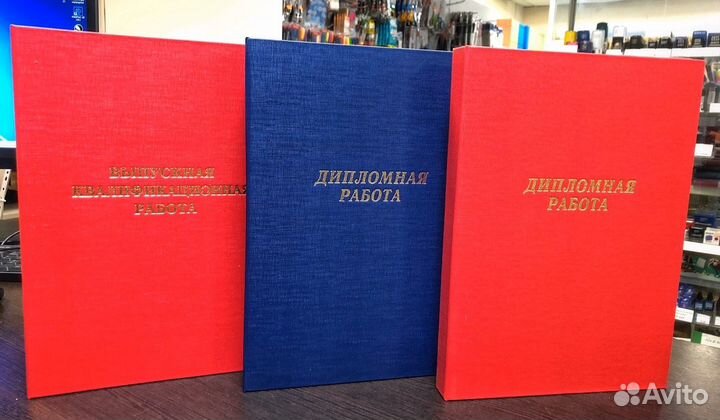 ВЫПУСКНАЯ
КВАЛИФИКАЦИОННАЯ
РАБОТА
ДИПЛОМНАЯ
РАБОТА
ДИПЛОМНАЯ
РАБОТА
Avito